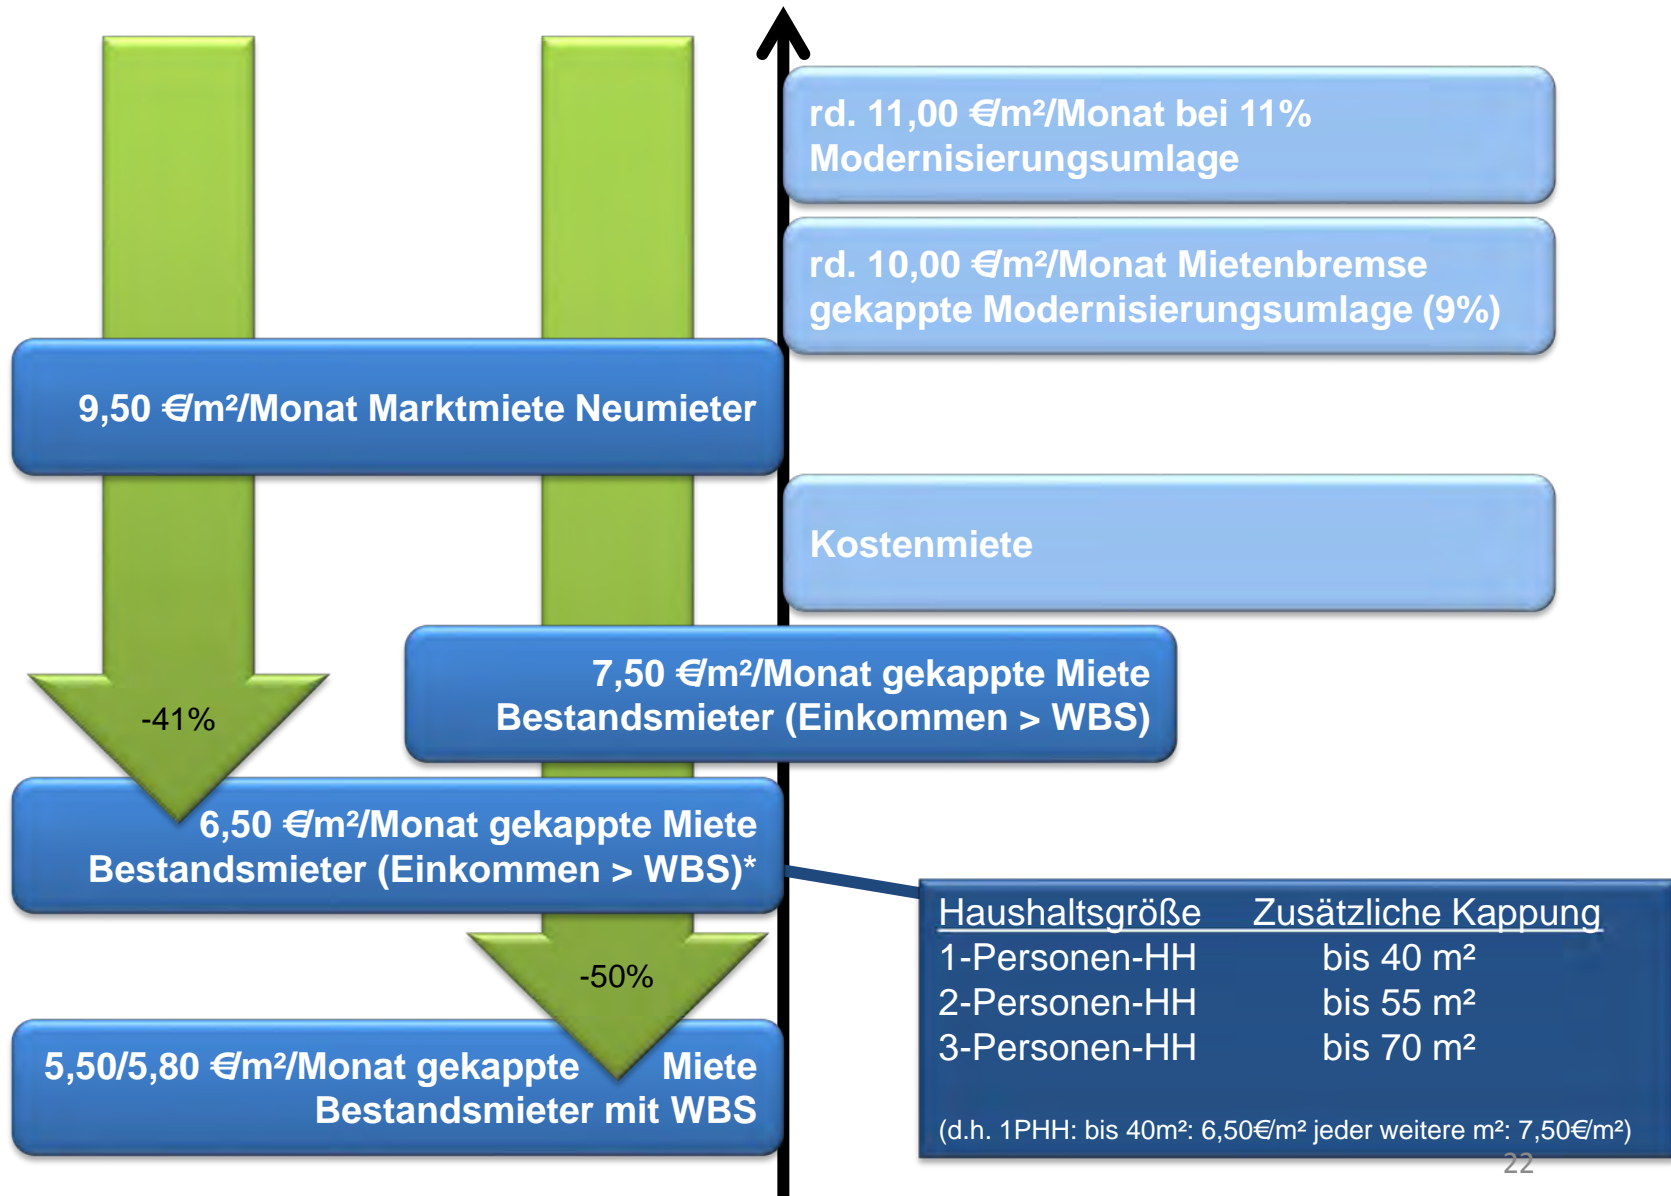 rd. 11,00 €/m²/Monat bei 11%
Modernisierungsumlage
rd. 10,00 €/m²/Monat Mietenbremse
gekappte Modernisierungsumlage (9%)
9,50 €/m²/Monat Marktmiete Neumieter
Kostenmiete
7,50 €/m²/Monat gekappte Miete
Bestandsmieter (Einkommen > WBS)
-41%
6,50 €/m²/Monat gekappte Miete
Bestandsmieter (Einkommen > WBS)*
-50%
5,50/5,80 €/m²/Monat gekappte Miete
Bestandsmieter mit WBS
Haushaltsgröße Zusätzliche Kappung
1-Personen-HH bis 40 m²
2-Personen-HH bis 55 m²
3-Personen-HH bis 70 m²
(d.h. 1PHH: bis 40m²: 6,50€/m² jeder weitere m²: 7,50€/m²)
22